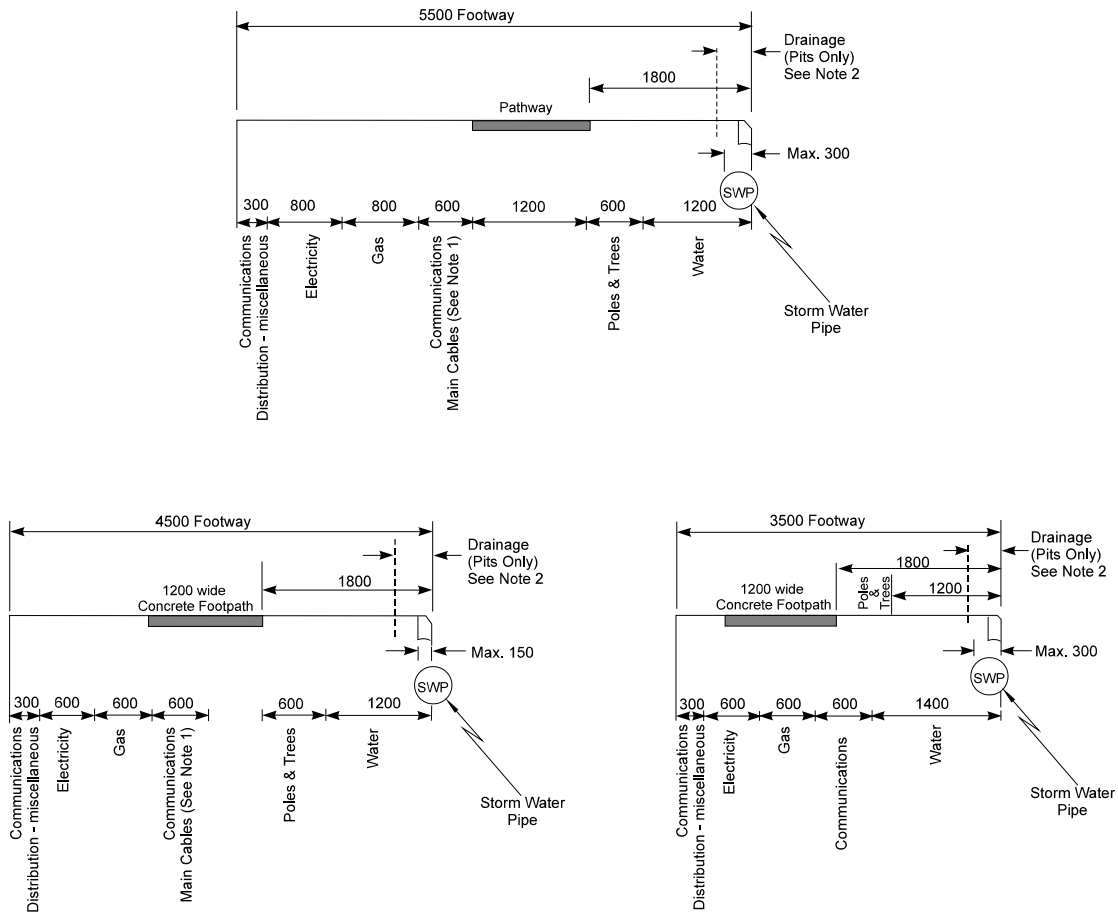 5500 Footway
Drainage
(Pits Only)
See Note 2
1800
Pathway
Max. 300
SWP
300 800 800 600 1200 600 1200
Communications
Distribution - miscellaneous
Electricity
Gas
Communications
Main Cables (See Note 1)
Poles & Trees
Water
Storm Water
Pipe
4500 Footway
Drainage
(Pits Only)
See Note 2
1800
1200 wide
Concrete Footpath
Max. 150
SWP
300 600 600 600 600 1200
Communications
Distribution - miscellaneous
Electricity
Gas
Communications
Main Cables (See Note 1)
Poles & Trees
Water
Storm Water
Pipe
3500 Footway
Drainage
(Pits Only)
See Note 2
1800
1200 wide
Concrete Footpath
Poles
&
Trees
1200
Max. 300
SWP
300 600 600 600 1400
Communications
Distribution - miscellaneous
Electricity
Gas
Communications
Water
Storm Water
Pipe